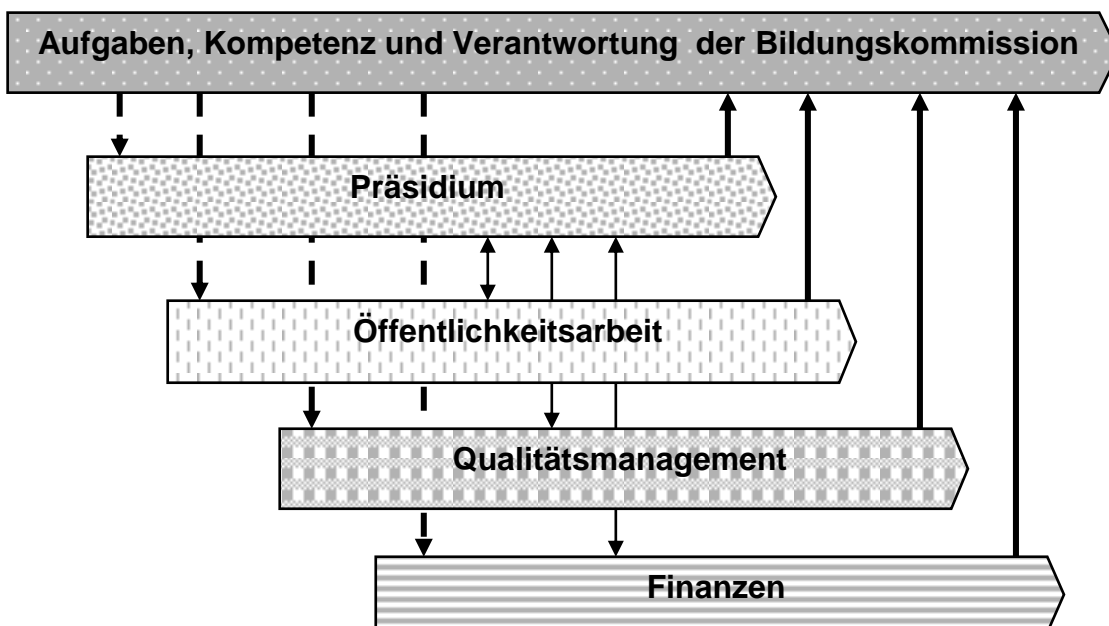 Aufgaben, Kompetenz und Verantwortung der Bildungskommission
Präsidium
Öffentlichkeitsarbeit
Qualitätsmanagement
Finanzen